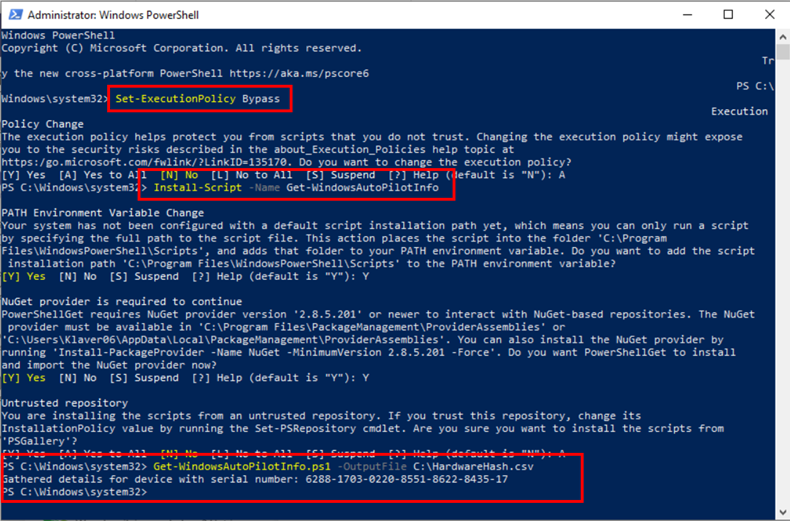 Administrator: Windows PowerShell
Windows PowerShell
Copyright (C) Microsoft Corporation. All rights reserved.
Tr
y the new cross-platform PowerShell https://aka.ms/pscore6
PS C:\
Windows\system32> Set-ExecutionPolicy Bypass
Execution
Policy Change
The execution policy helps protect you from scripts that you do not trust. Changing the execution policy might expose
you to the security risks described in the about_Execution_Policies help topic at
https:/go.microsoft.com/fwlink/?LinkID=135170. Do you want to change the execution policy?
[Y] Yes [A] Yes to All [N] No [L] No to All [S] Suspend [?] Help (default is "N"): A
PS C:\Windows\system32> Install-Script -Name Get-WindowsAutoPilotInfo
PATH Environment Variable Change
Your system has not been configured with a default script installation path yet, which means you can only run a script
by specifying the full path to the script file. This action places the script into the folder 'C:\Program
Files\WindowsPowerShell\Scripts', and adds that folder to your PATH environment variable. Do you want to add the script
installation path 'C:\Program Files\WindowsPowerShell\Scripts' to the PATH environment variable?
[Y] Yes [N] No [S] Suspend [?] Help (default is "Y"): Y
NuGet provider is required to continue
PowerShellGet requires NuGet provider version '2.8.5.201' or newer to interact with NuGet-based repositories. The NuGet
provider must be available in 'C:\Program Files\PackageManagement\ProviderAssemblies' or
'C:\Users\Klaver06\AppData\Local\PackageManagement\ProviderAssemblies'. You can also install the NuGet provider by
running 'Install-PackageProvider -Name NuGet -MinimumVersion 2.8.5.201 -Force'. Do you want PowerShellGet to install
and import the NuGet provider now?
[Y] Yes [N] No [S] Suspend [?] Help (default is "Y"): Y
Untrusted repository
You are installing the scripts from an untrusted repository. If you trust this repository, change its
InstallationPolicy value by running the Set-PSRepository cmdlet. Are you sure you want to install the scripts from
'PSGallery'?
[Y] Yes [A] Yes to All [N] No [L] No to All [S] Suspend [?] Help (default is "N"): A
PS C:\Windows\system32> Get-WindowsAutoPilotInfo.ps1 -OutputFile C:\HardwareHash.csv
Gathered details for device with serial number: 6288-1703-0220-8551-8622-8435-17
PS C:\Windows\system32>